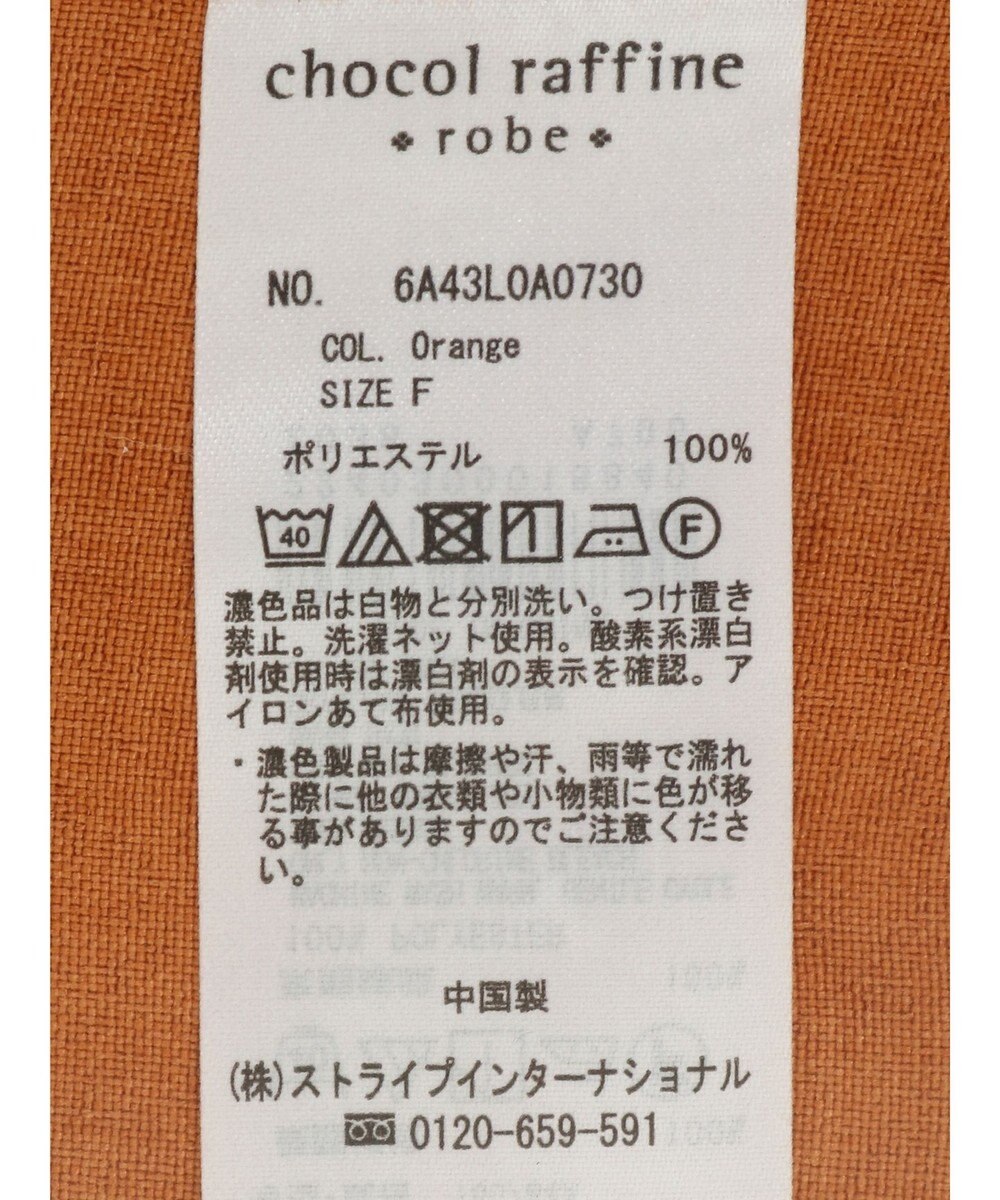 chocol raffine
robe
NO. 6A43L0A0730
COL. Orange
SIZE F
ポリエステル 100%
40 F
濃色品は白物と分別洗い。つけ置き
禁止。洗濯ネット使用。酸素系漂白
剤使用時は漂白剤の表示を確認。ア
イロンあて布使用。
・濃色製品は摩擦や汗、雨等で濡れ
た際に他の衣類や小物類に色が移
る事がありますのでご注意くださ
い。
中国製
(株)ストライプインターナショナル
0120-659-591